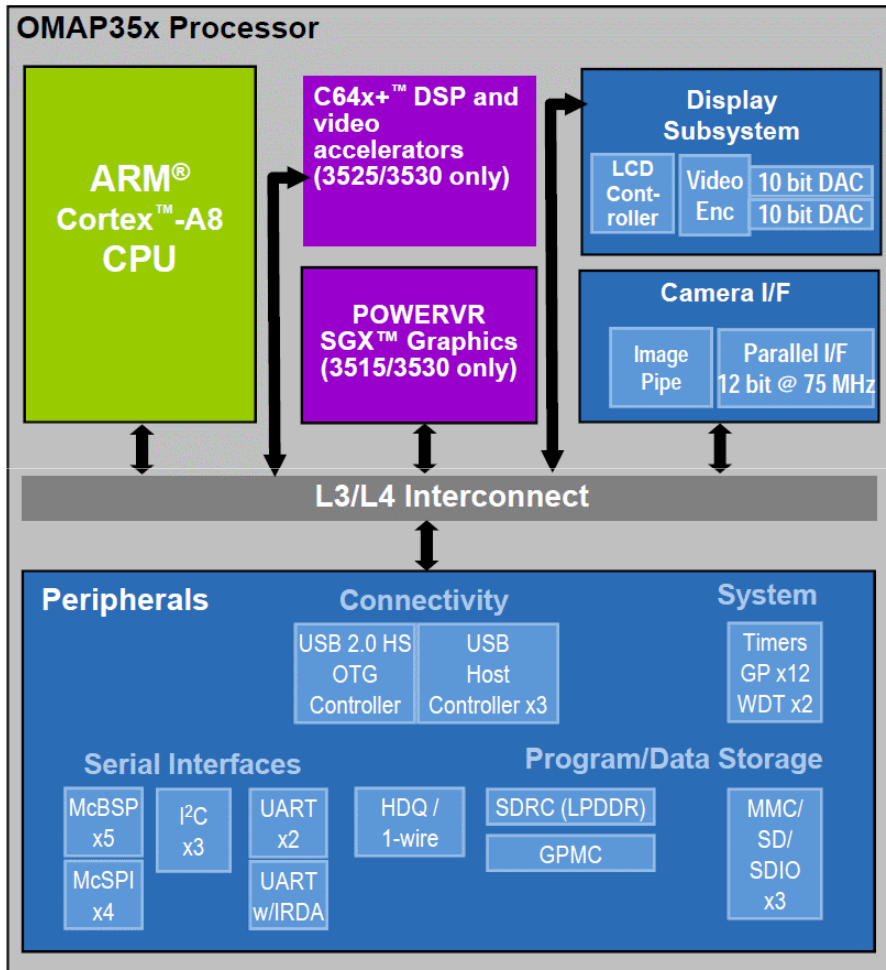 OMAP35x Processor
ARM®
Cortex™-A8
CPU
C64x+™ DSP and
video
accelerators
(3525/3530 only)
POWERVR
SGX™ Graphics
(3515/3530 only)
Display
Subsystem
LCD
Cont-
roller
Video
Enc
10 bit DAC
10 bit DAC
Camera I/F
Image
Pipe
Parallel I/F
12 bit @ 75 MHz
L3/L4 Interconnect
Peripherals
Connectivity
USB 2.0 HS
OTG
Controller
USB
Host
Controller x3
System
Timers
GP x12
WDT x2
Serial Interfaces
McBSP
x5
McSPI
x4
I²C
x3
UART
x2
UART
w/IRDA
HDQ /
1-wire
Program/Data Storage
SDRC (LPDDR)
GPMC
MMC/
SD/
SDIO
x3